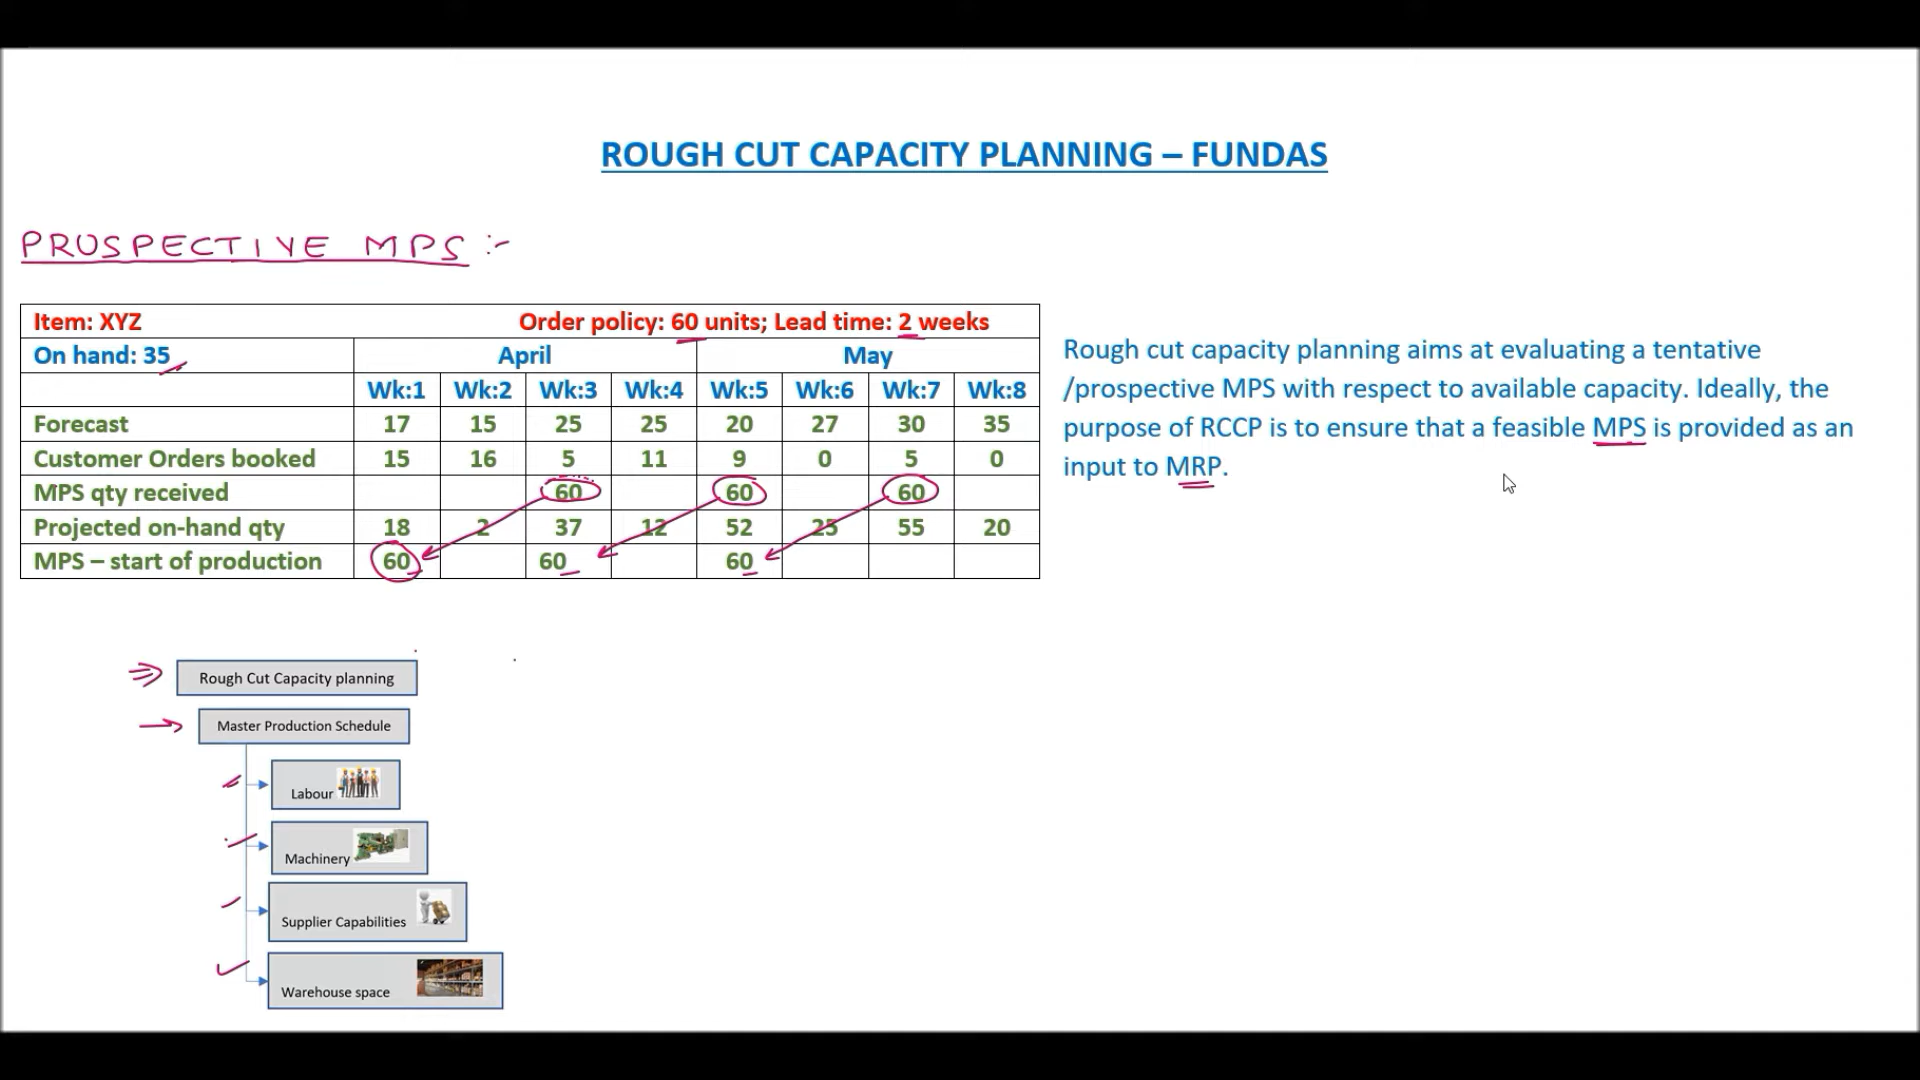 ROUGH CUT CAPACITY PLANNING – FUNDAS
PROSPECTIVE MPS :-
Item: XYZ Order policy: 60 units; Lead time: 2 weeks
On hand: 35 April May
Wk:1 Wk:2 Wk:3 Wk:4 Wk:5 Wk:6 Wk:7 Wk:8
Forecast 17 15 25 25 20 27 30 35
Customer Orders booked 15 16 5 11 9 0 5 0
MPS qty received 60 60 60
Projected on-hand qty 18 2 37 12 52 25 55 20
MPS – start of production 60 60 60
Rough cut capacity planning aims at evaluating a tentative
/prospective MPS with respect to available capacity. Ideally, the
purpose of RCCP is to ensure that a feasible MPS is provided as an
input to MRP.
Rough Cut Capacity planning
Master Production Schedule
Labour
Machinery
Supplier Capabilities
Warehouse space